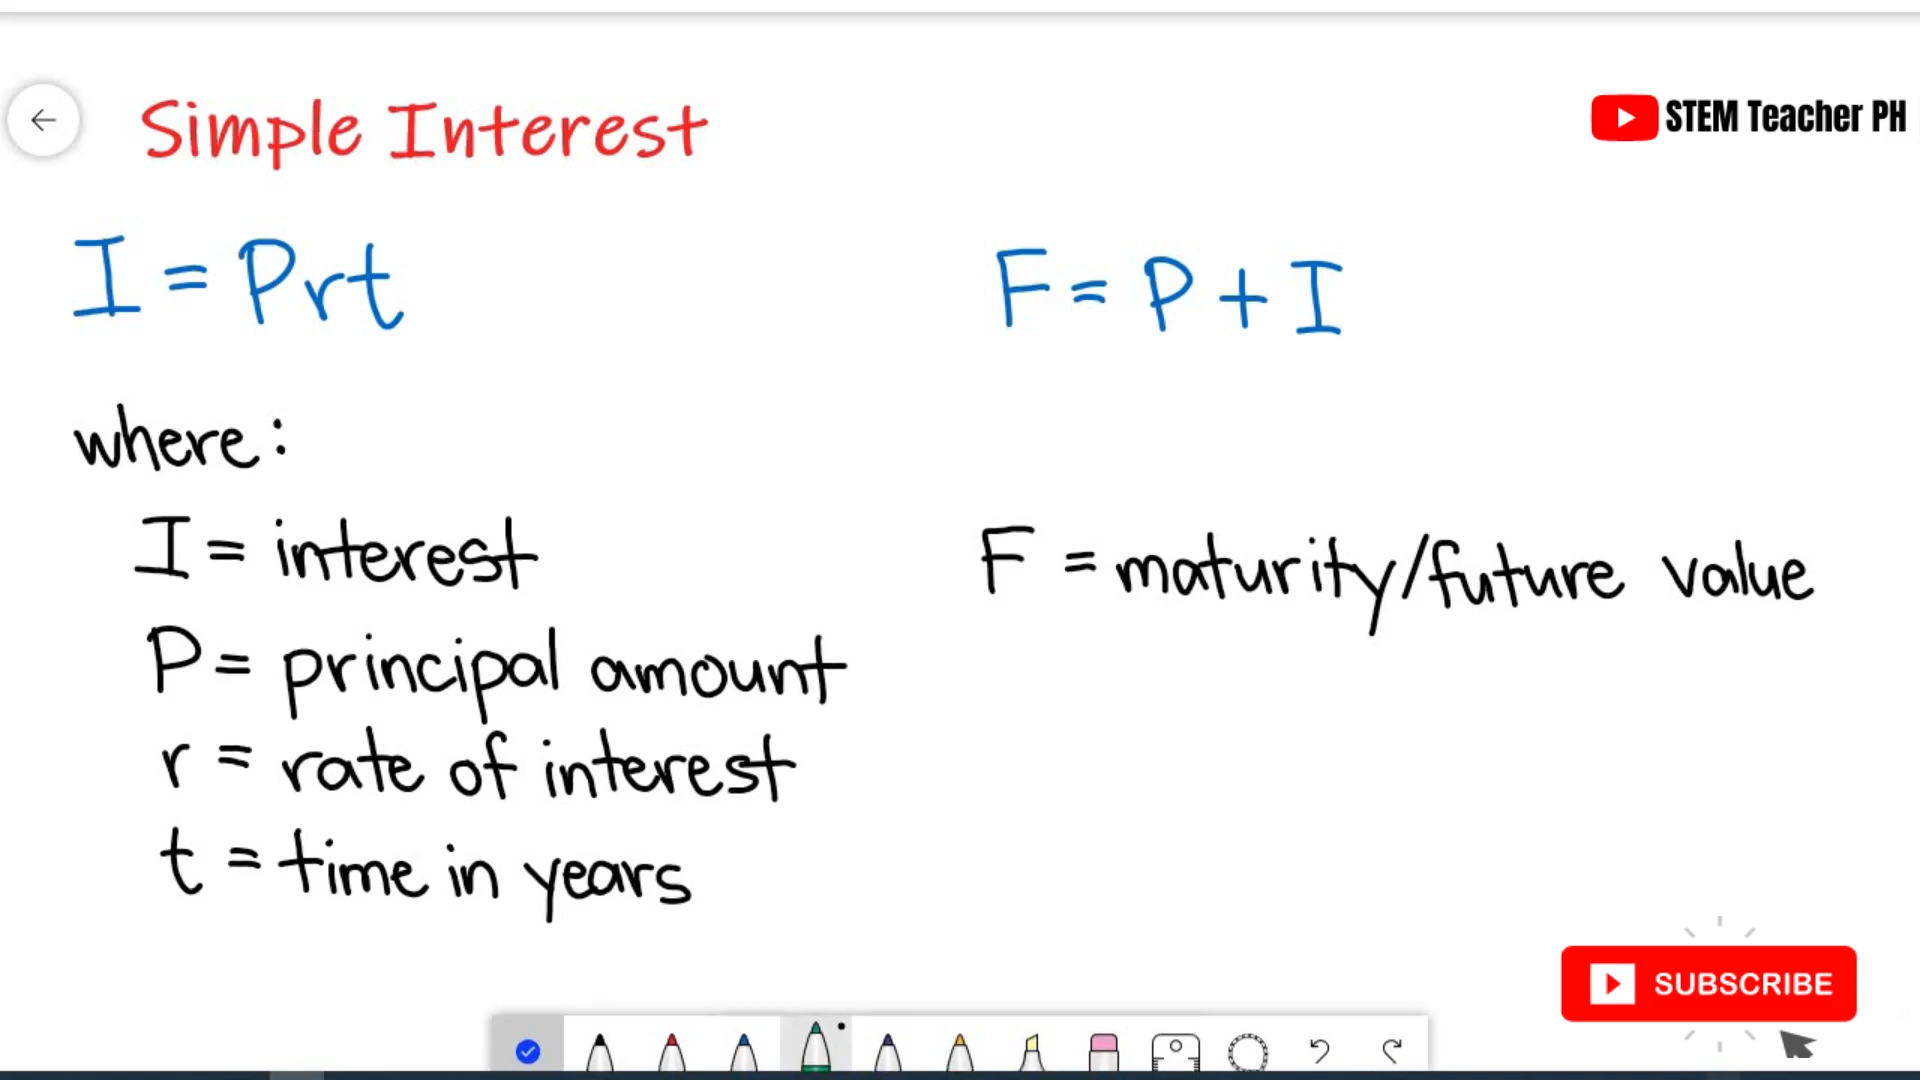 Simple Interest
STEM Teacher PH
I = Prt
F = P + I
where:
I = interest
F = maturity/future value
P = principal amount
r = rate of interest
t = time in years
SUBSCRIBE